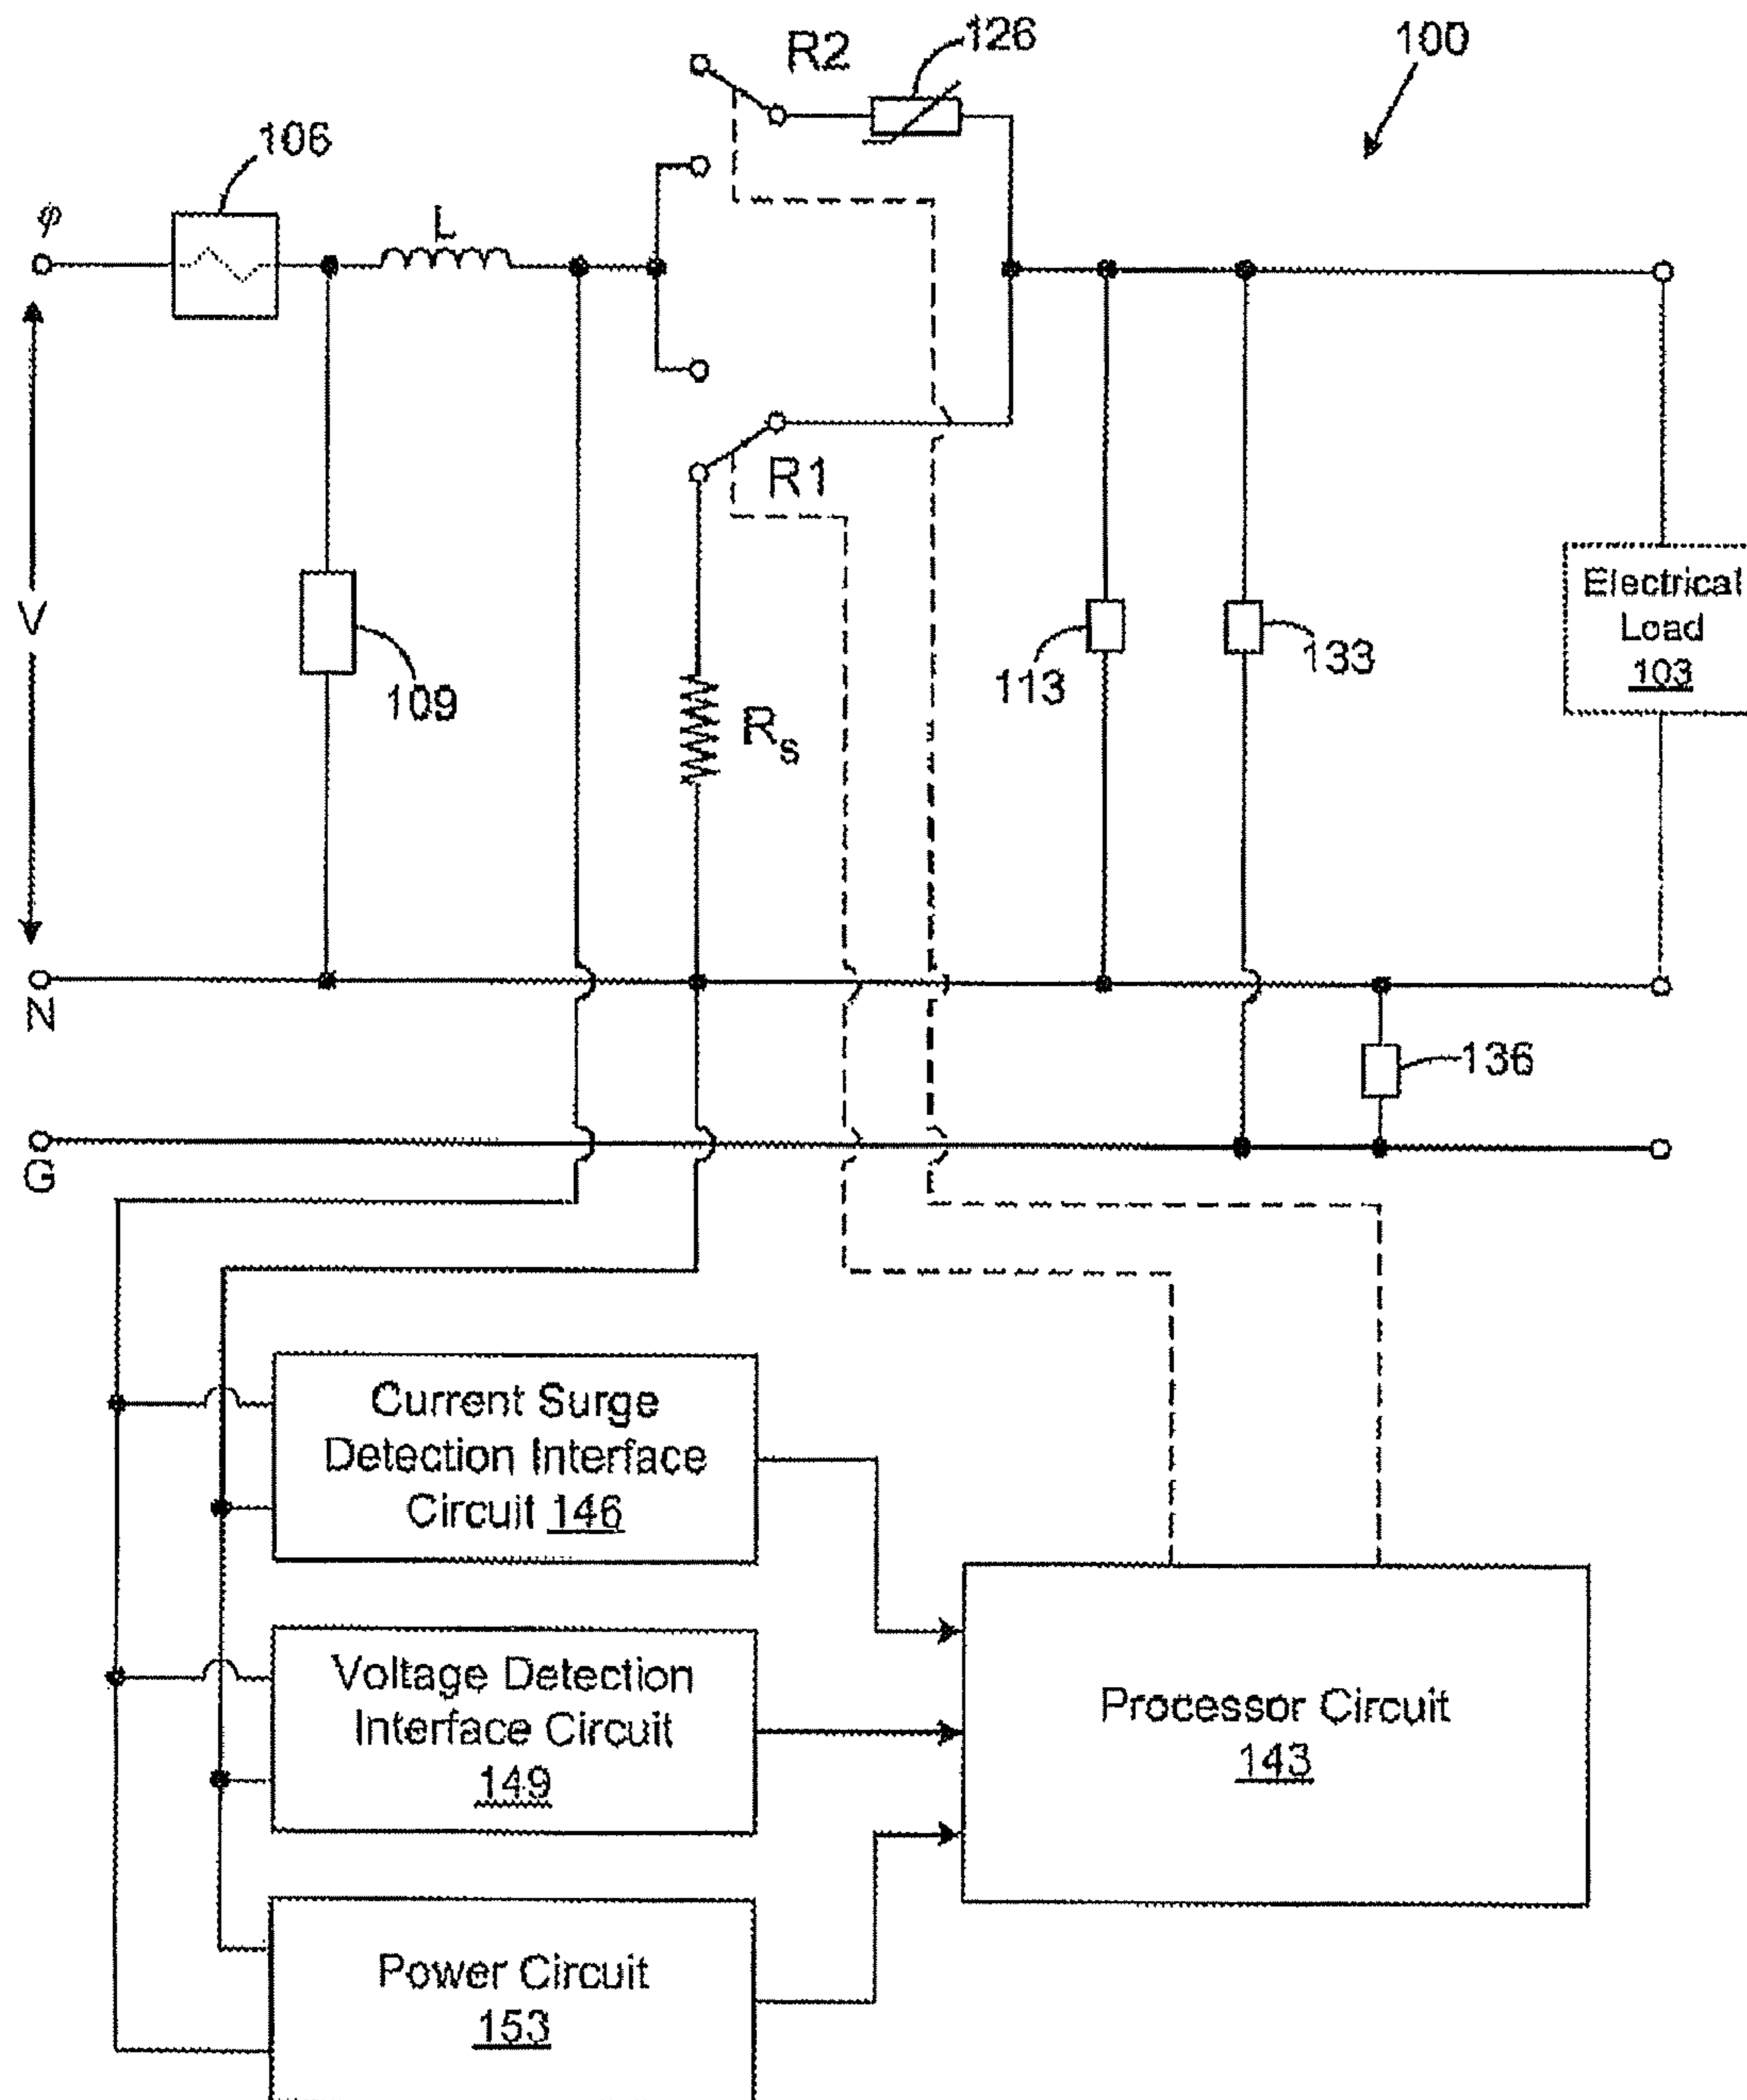 126
R2
100
106
φ
L
R1
V
Electrical
Load
103
113
133
109
Rs
N
136
G
Current Surge
Detection Interface
Circuit 146
Voltage Detection
Interface Circuit
149
Processor Circuit
143
Power Circuit
153